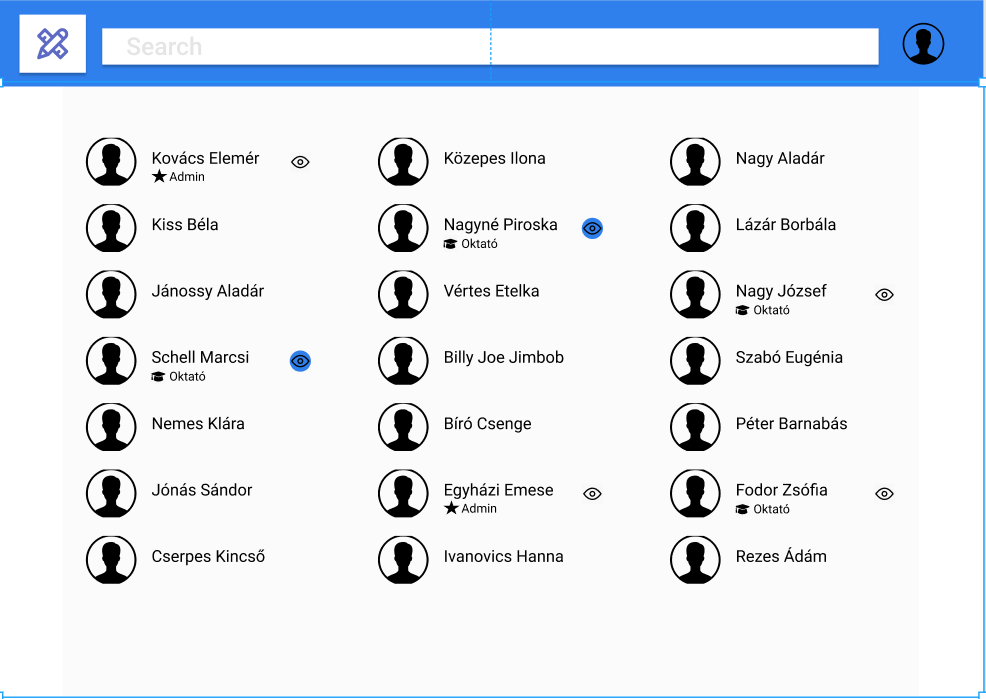 Search
Kovács Elemér
Admin
Közepes Ilona
Nagy Aladár
Kiss Béla
Nagyné Piroska
Oktató
Lázár Borbála
Jánossy Aladár
Vértes Etelka
Nagy József
Oktató
Schell Marcsi
Oktató
Billy Joe Jimbob
Szabó Eugénia
Nemes Klára
Bíró Csenge
Péter Barnabás
Jónás Sándor
Egyházi Emese
Admin
Fodor Zsófia
Oktató
Cserpes Kincső
Ivanovics Hanna
Rezes Ádám